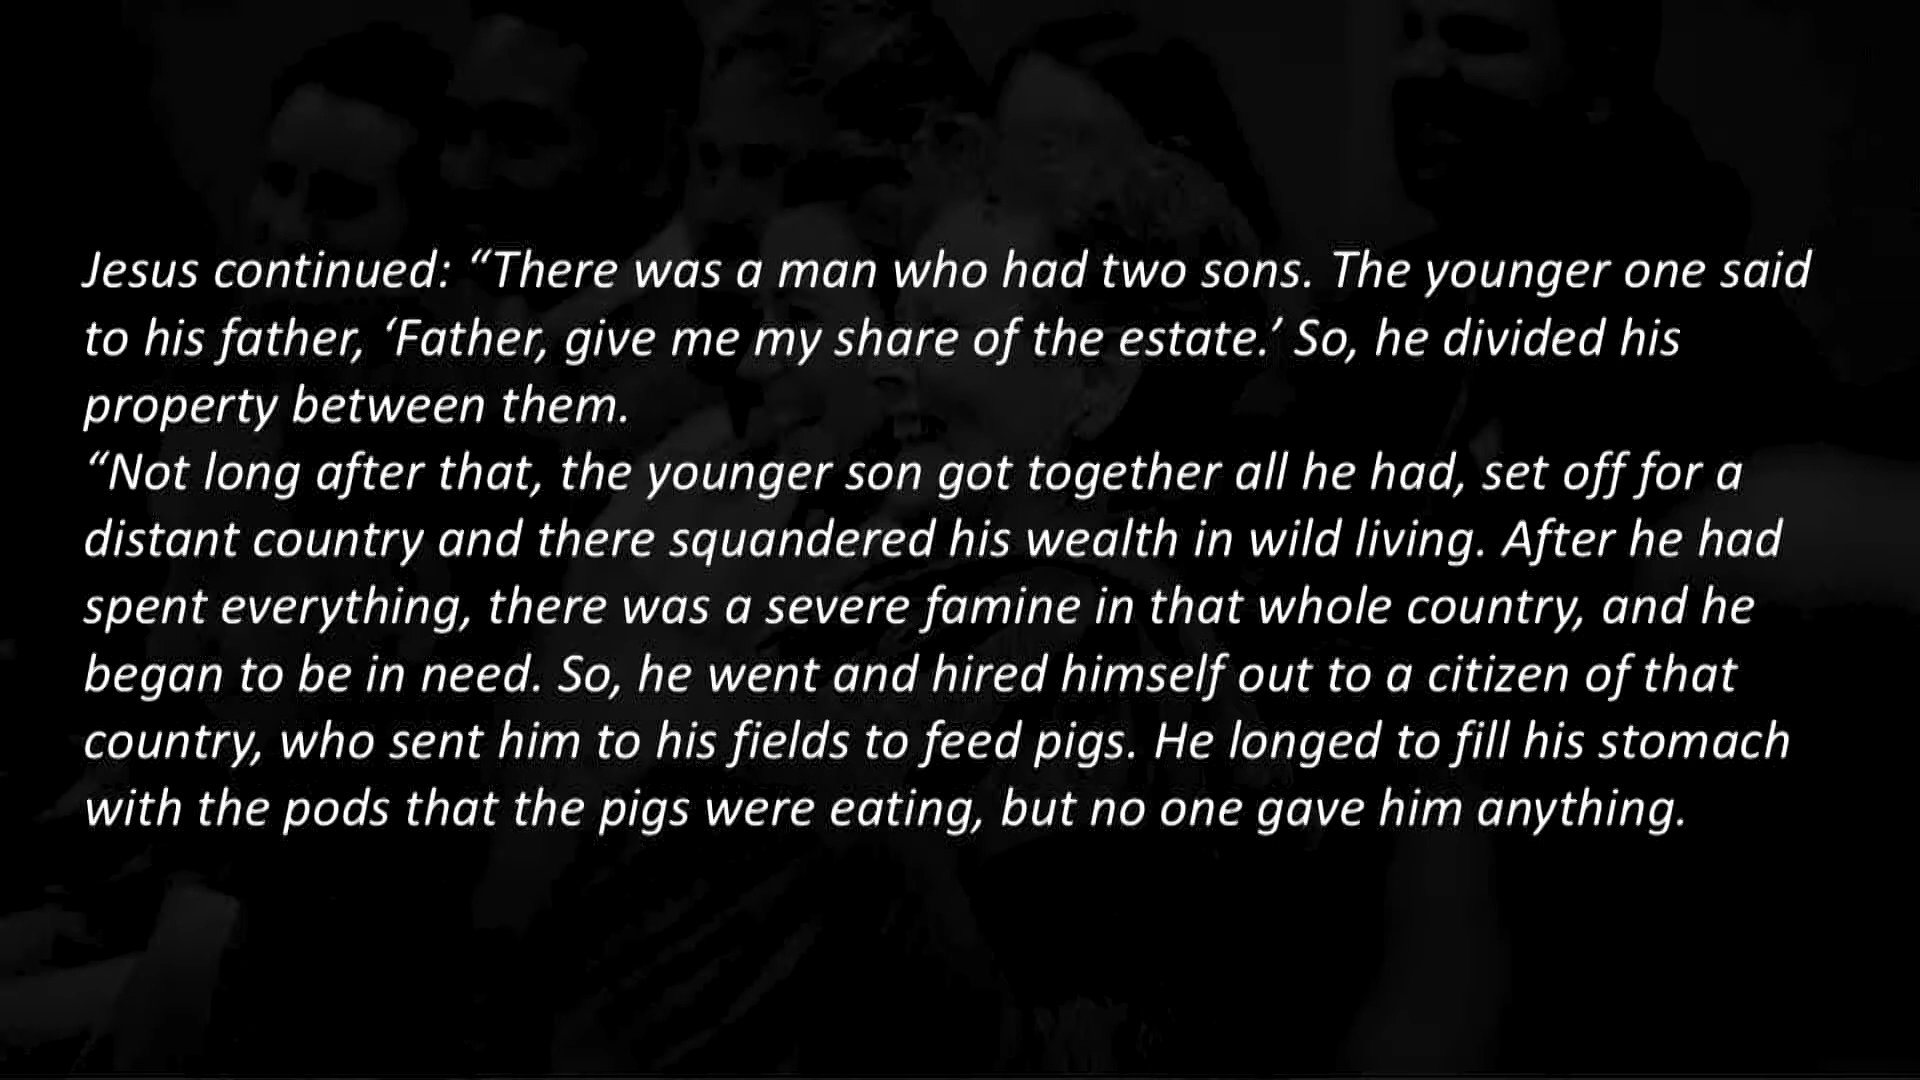 Jesus continued: “There was a man who had two sons. The younger one said
to his father, ‘Father, give me my share of the estate.’ So, he divided his
property between them.
“Not long after that, the younger son got together all he had, set off for a
distant country and there squandered his wealth in wild living. After he had
spent everything, there was a severe famine in that whole country, and he
began to be in need. So, he went and hired himself out to a citizen of that
country, who sent him to his fields to feed pigs. He longed to fill his stomach
with the pods that the pigs were eating, but no one gave him anything.